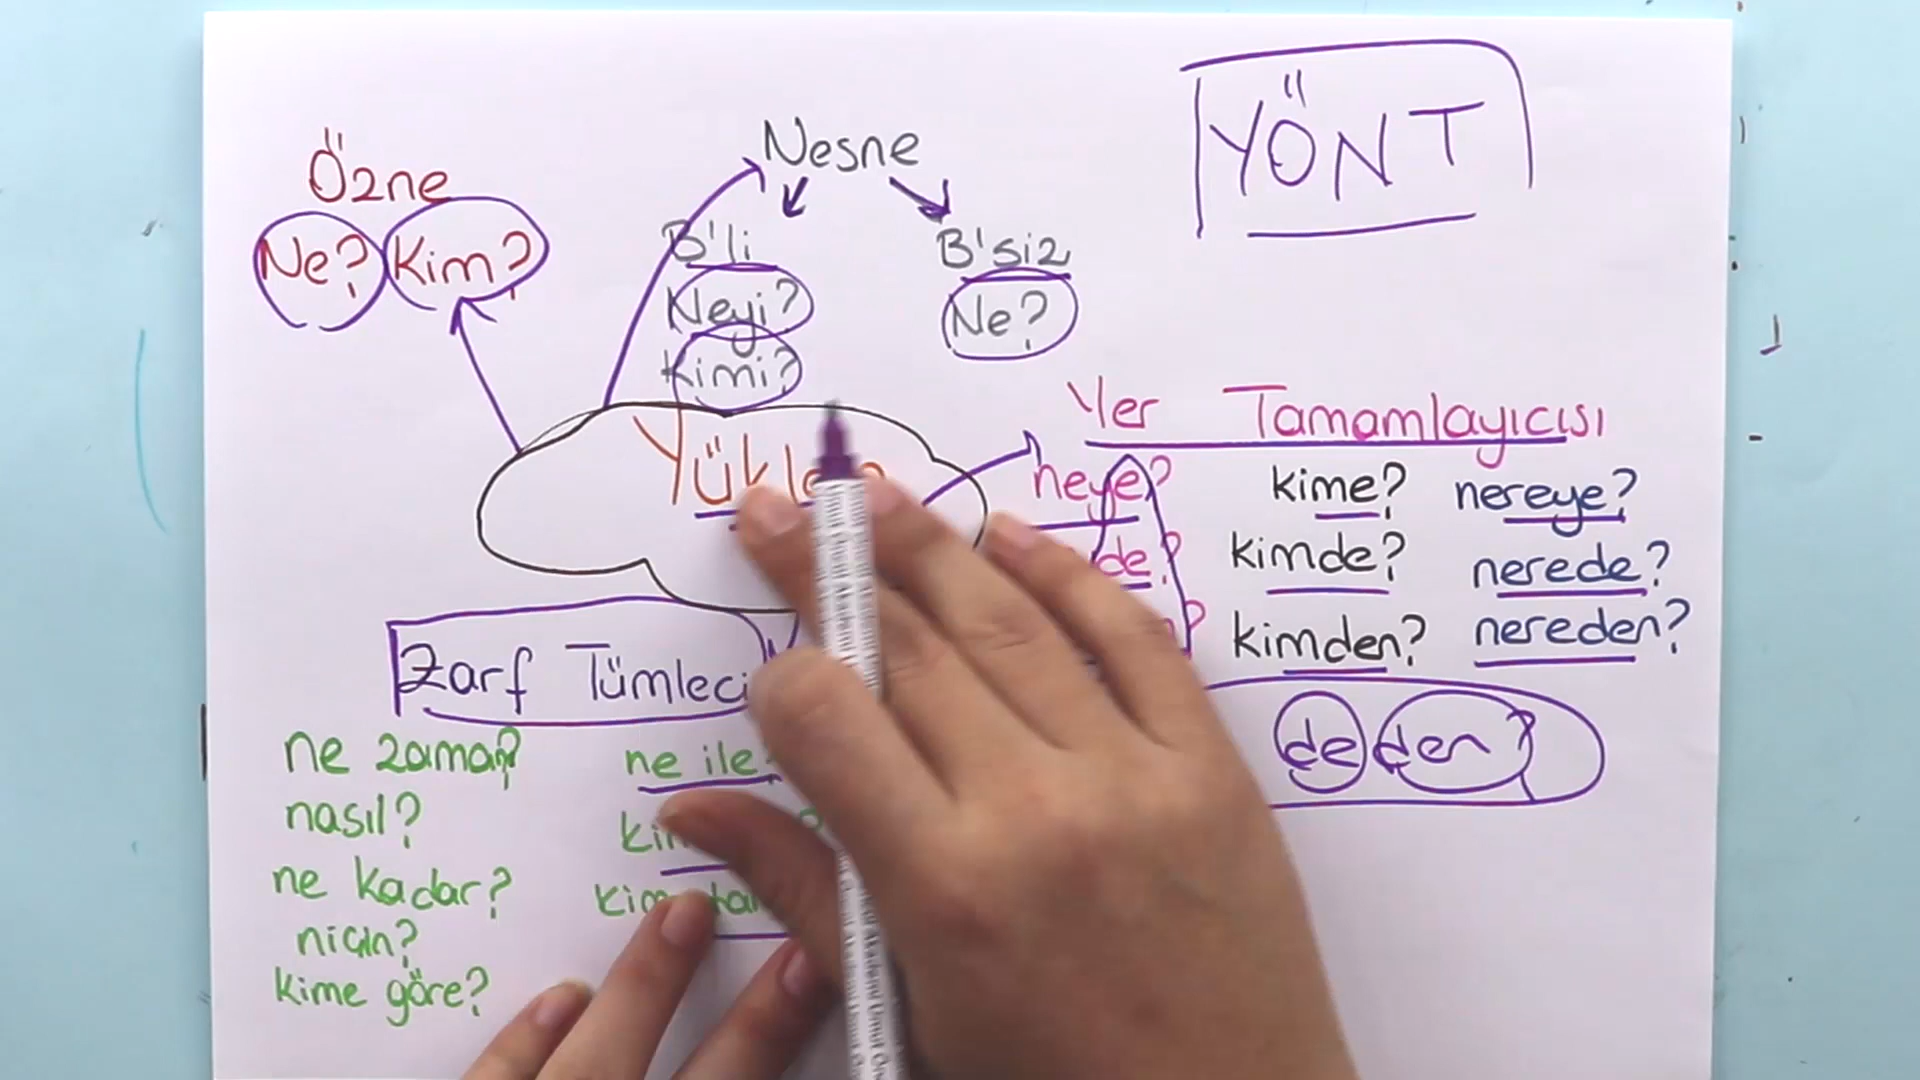 YÖNT
Özne
Ne? Kim?
Nesne
B'li
Neyi?
Kimi?
B'siz
Ne?
Yer Tamamlayıcısı
neye? kime? nereye?
de? kimde? nerede?
kimden? nereden?
de den?
Zarf Tümleci
ne zaman?
nasıl?
ne kadar?
niçin?
kime göre?
ne ile?